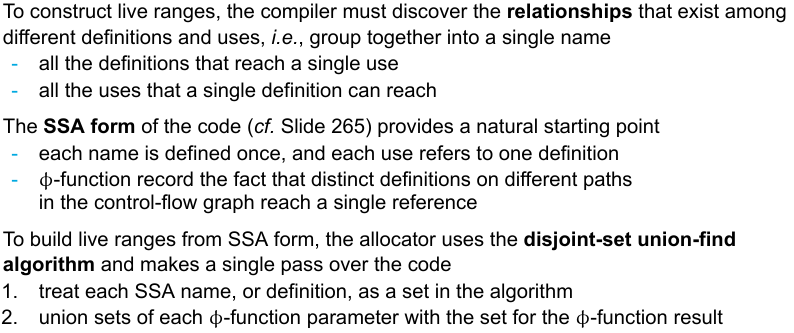 To construct live ranges, the compiler must discover the relationships that exist among
different definitions and uses, i.e., group together into a single name
- all the definitions that reach a single use
- all the uses that a single definition can reach
The SSA form of the code (cf. Slide 265) provides a natural starting point
- each name is defined once, and each use refers to one definition
- ϕ-function record the fact that distinct definitions on different paths
in the control-flow graph reach a single reference
To build live ranges from SSA form, the allocator uses the disjoint-set union-find
algorithm and makes a single pass over the code
1. treat each SSA name, or definition, as a set in the algorithm
2. union sets of each ϕ-function parameter with the set for the ϕ-function result